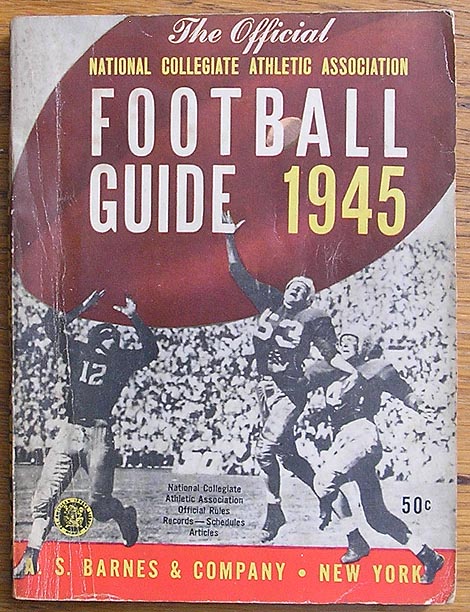 The Official
NATIONAL COLLEGIATE ATHLETIC ASSOCIATION
FOOTBALL
GUIDE 1945
12
53
National Collegiate
Athletic Association
Official Rules
Records—Schedules
Articles
50c
A. S. BARNES & COMPANY • NEW YORK